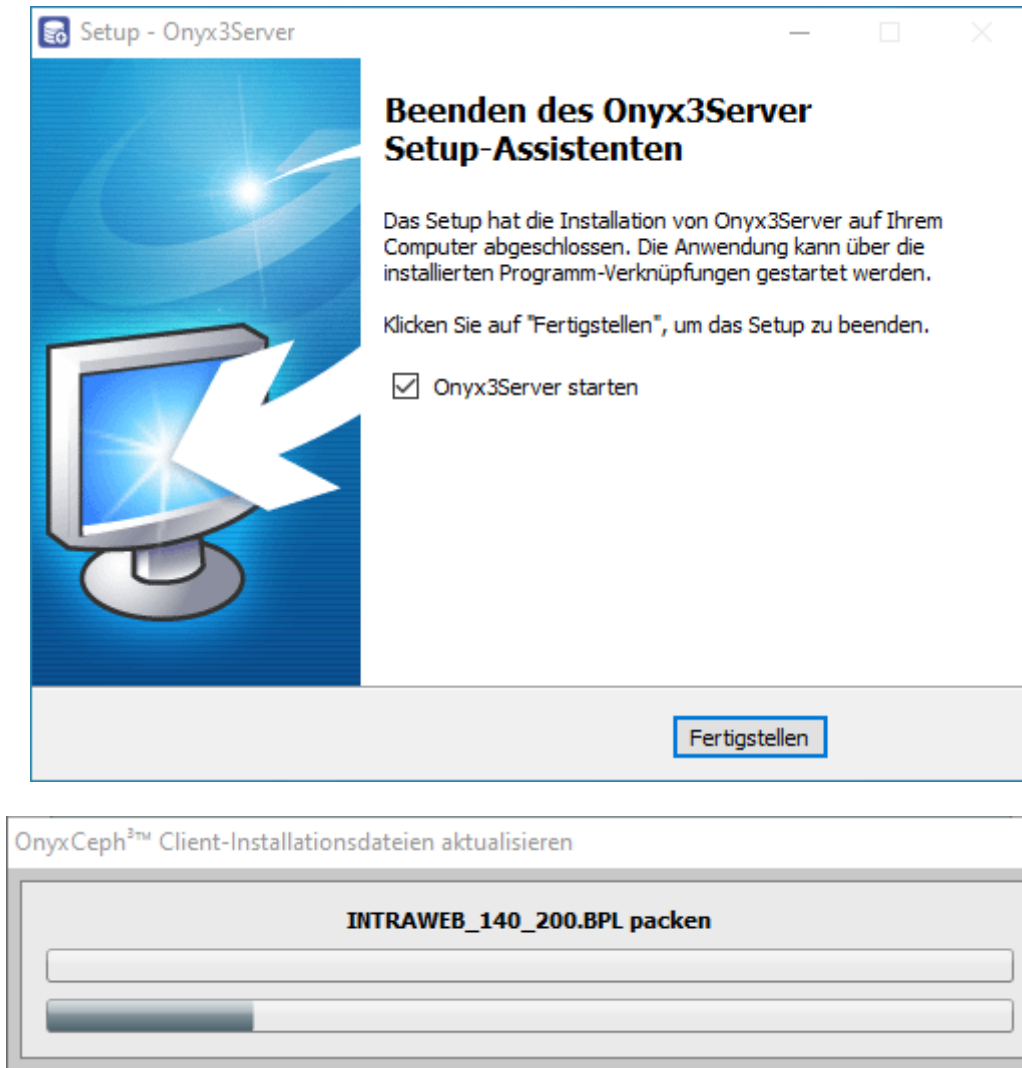 Setup - Onyx3Server
Beenden des Onyx3Server
Setup-Assistenten
Das Setup hat die Installation von Onyx3Server auf Ihrem
Computer abgeschlossen. Die Anwendung kann über die
installierten Programm-Verknüpfungen gestartet werden.
Klicken Sie auf "Fertigstellen", um das Setup zu beenden.
Onyx3Server starten
Fertigstellen
OnyxCeph³™ Client-Installationsdateien aktualisieren
INTRAWEB_140_200.BPL packen